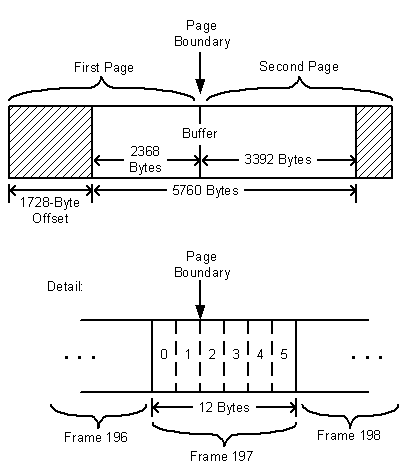 Page
Boundary
First Page
Second Page
Buffer
2368
Bytes
3392 Bytes
1728-Byte
Offset
5760 Bytes
Page
Boundary
Detail:
. . .
0 1 2 3 4 5
. . .
12 Bytes
Frame 196
Frame 197
Frame 198